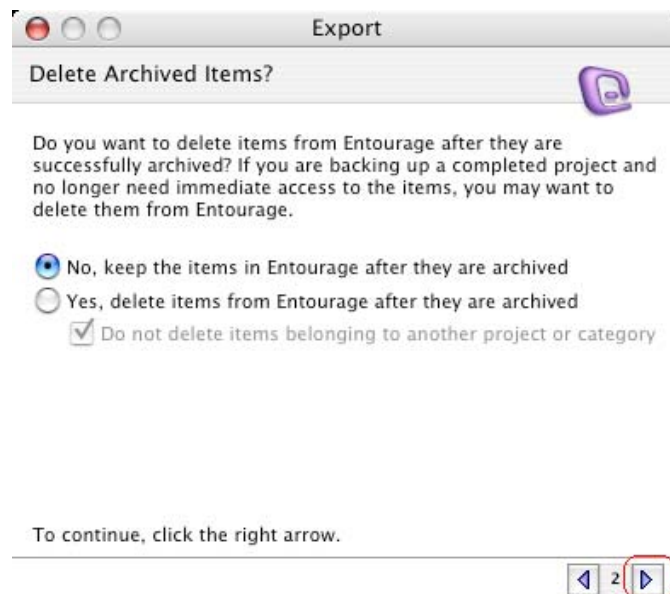 Export
Delete Archived Items?
Do you want to delete items from Entourage after they are
successfully archived? If you are backing up a completed project and
no longer need immediate access to the items, you may want to
delete them from Entourage.
No, keep the items in Entourage after they are archived
Yes, delete items from Entourage after they are archived
Do not delete items belonging to another project or category
To continue, click the right arrow.
2